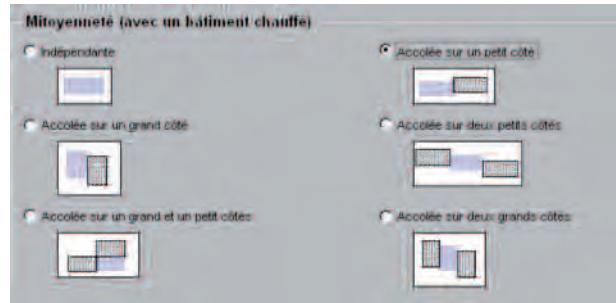 Mitoyenneté (avec un bâtiment chauffé)
Indépendante
Accolée sur un petit côté
Accolée sur un grand côté
Accolée sur deux petits côtés
Accolée sur un grand et un petit côtés
Accolée sur deux grands côtés